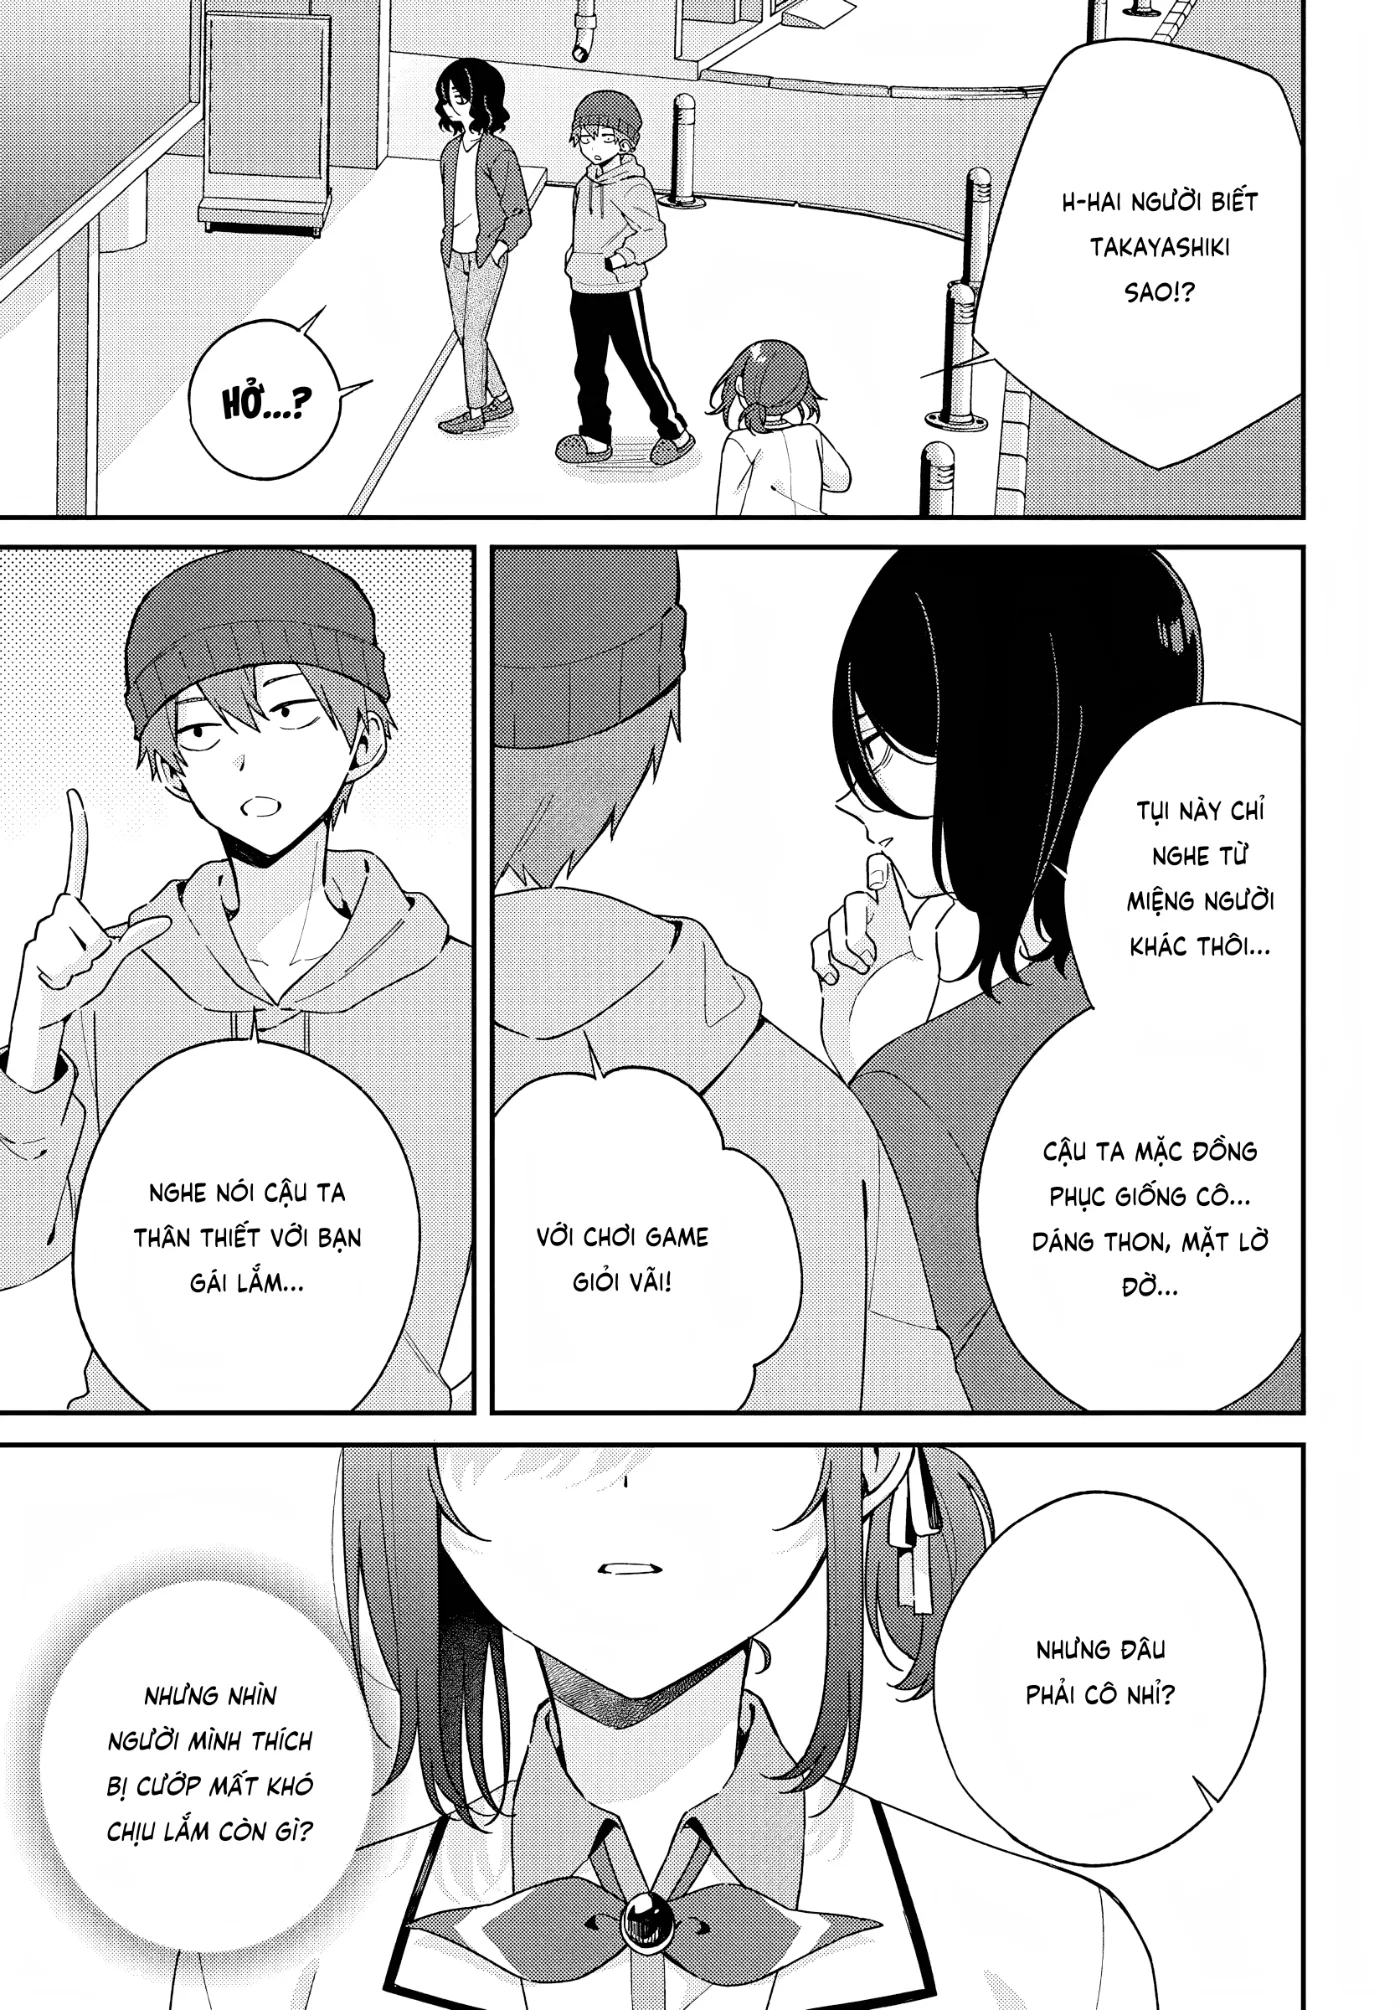 H-HAI NGƯỜI BIẾT
TAKAYASHIKI
SAO!?
HỞ...?
TỤI NÀY CHỈ
NGHE TỪ
MIỆNG NGƯỜI
KHÁC THÔI...
CẬU TA MẶC ĐỒNG
PHỤC GIỐNG CÔ...
DÁNG THON, MẶT LỜ
ĐỜ...
VỚI CHƠI GAME
GIỎI VÃI!
NGHE NÓI CẬU TA
THÂN THIẾT VỚI BẠN
GÁI LẮM...
NHƯNG ĐÂU
PHẢI CÔ NHỈ?
NHƯNG NHÌN
NGƯỜI MÌNH THÍCH
BỊ CƯỚP MẤT KHÓ
CHỊU LẮM CÒN GÌ?